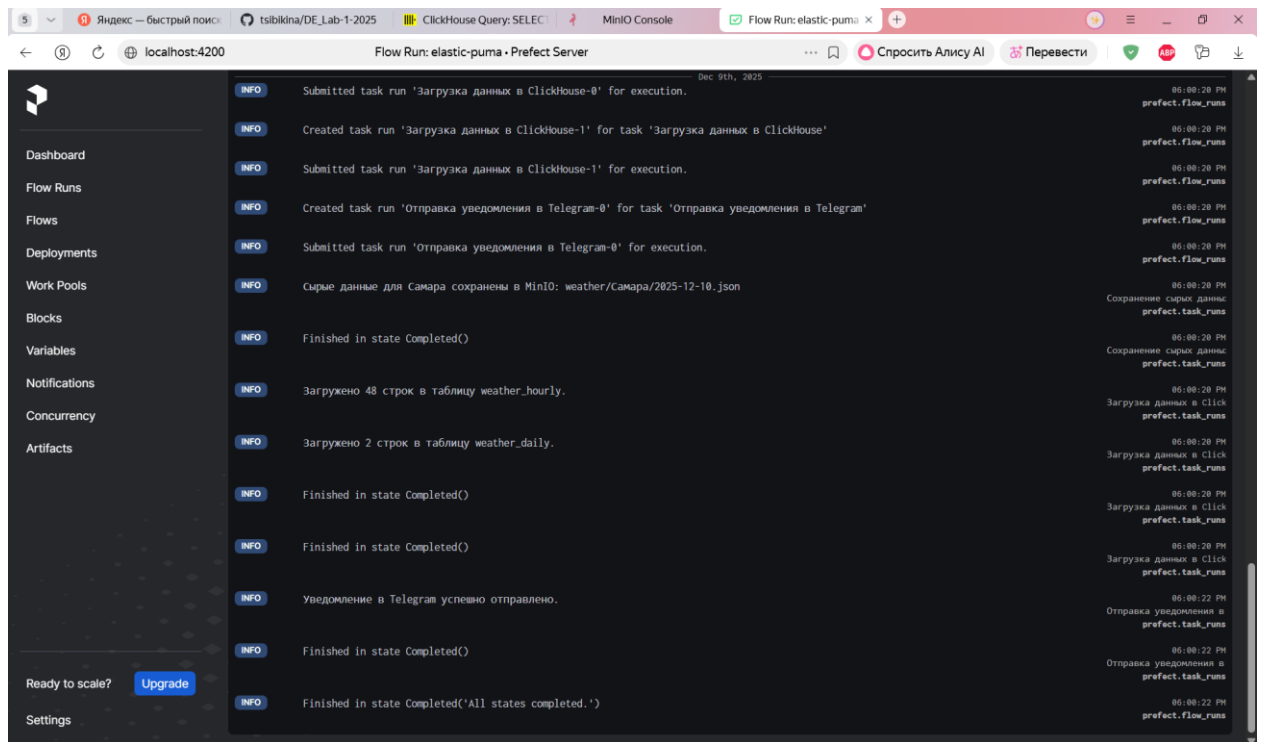 5
Яндекс — быстрый поиск
tsibikina/DE_Lab-1-2025
ClickHouse Query: SELECT
MinIO Console
Flow Run: elastic-puma
localhost:4200
Flow Run: elastic-puma • Prefect Server
Спросить Алису AI
Перевести
ABP
Dashboard
Flow Runs
Flows
Deployments
Work Pools
Blocks
Variables
Notifications
Concurrency
Artifacts
Ready to scale?
Upgrade
Settings
Dec 9th, 2025
INFO Submitted task run 'Загрузка данных в ClickHouse-0' for execution. 06:00:20 PM
prefect.flow_runs
INFO Created task run 'Загрузка данных в ClickHouse-1' for task 'Загрузка данных в ClickHouse' 06:00:20 PM
prefect.flow_runs
INFO Submitted task run 'Загрузка данных в ClickHouse-1' for execution. 06:00:20 PM
prefect.flow_runs
INFO Created task run 'Отправка уведомления в Telegram-0' for task 'Отправка уведомления в Telegram' 06:00:20 PM
prefect.flow_runs
INFO Submitted task run 'Отправка уведомления в Telegram-0' for execution. 06:00:20 PM
prefect.flow_runs
INFO Сырые данные для Самара сохранены в MinIO: weather/Самара/2025-12-10.json 06:00:20 PM
Сохранение сырых данных
prefect.task_runs
INFO Finished in state Completed() 06:00:20 PM
Сохранение сырых данных
prefect.task_runs
INFO Загружено 48 строк в таблицу weather_hourly. 06:00:20 PM
Загрузка данных в Click
prefect.task_runs
INFO Загружено 2 строк в таблицу weather_daily. 06:00:20 PM
Загрузка данных в Click
prefect.task_runs
INFO Finished in state Completed() 06:00:20 PM
Загрузка данных в Click
prefect.task_runs
INFO Finished in state Completed() 06:00:20 PM
Загрузка данных в Click
prefect.task_runs
INFO Уведомление в Telegram успешно отправлено. 06:00:22 PM
Отправка уведомления в
prefect.task_runs
INFO Finished in state Completed() 06:00:22 PM
Отправка уведомления в
prefect.task_runs
INFO Finished in state Completed('All states completed.') 06:00:22 PM
prefect.flow_runs